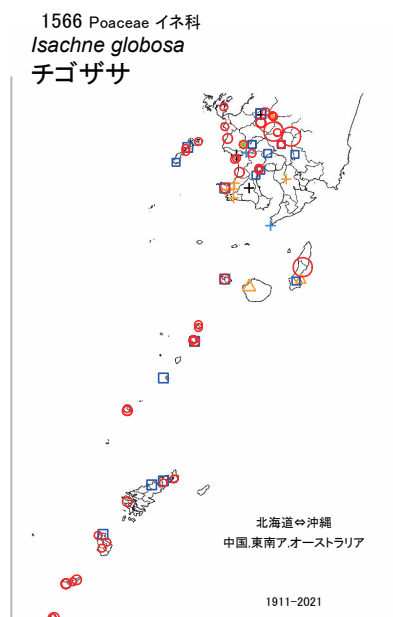 1566 Poaceae イネ科
Isachne globosa
チゴザサ
北海道⇔沖縄
中国,東南ア,オーストラリア
1911-2021